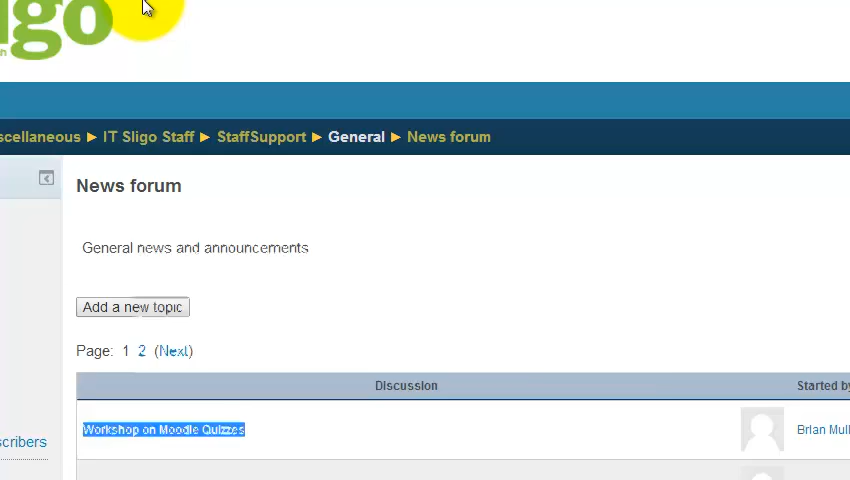 go
scellaneous ▶ IT Sligo Staff ▶ StaffSupport ▶ General ▶ News forum
News forum
General news and announcements
Add a new topic
Page: 1 2 (Next)
Discussion Started by
Workshop on Moodle Quizzes Brian Mull
scribers